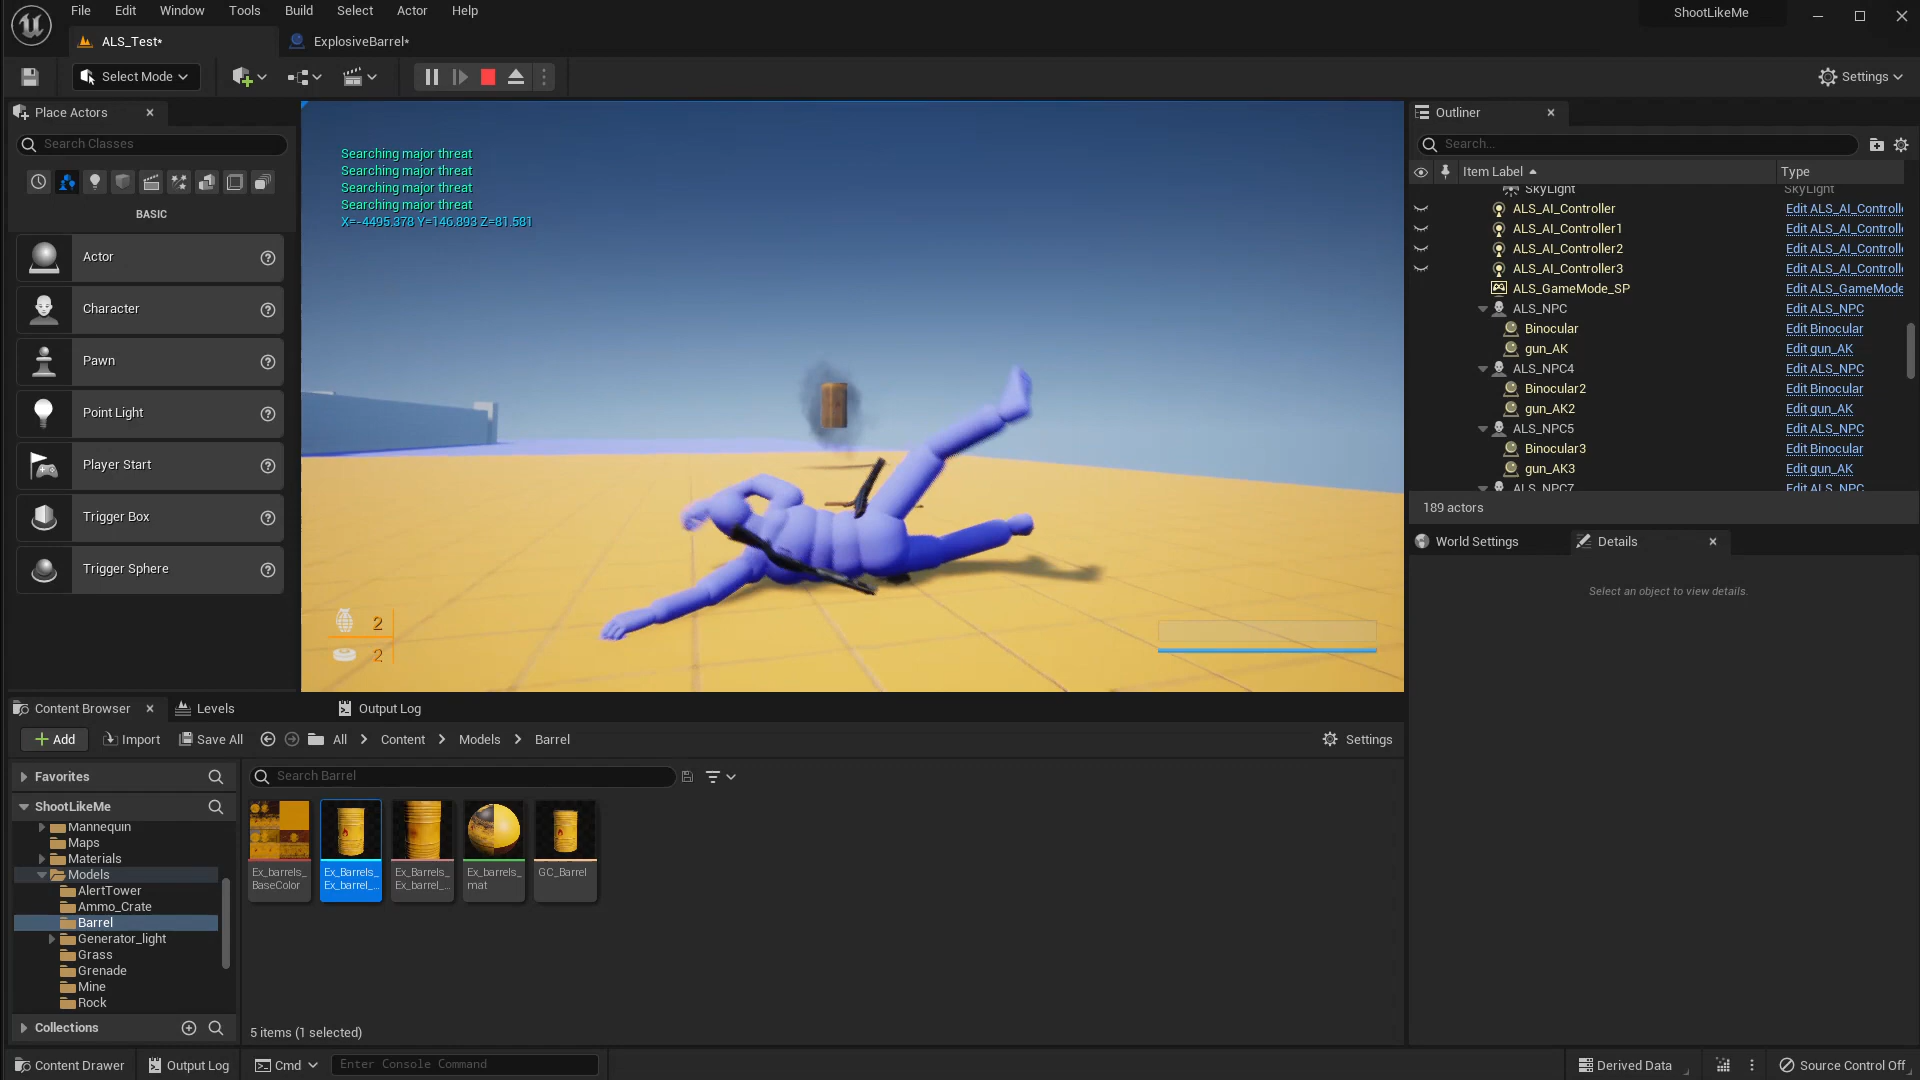 File Edit Window Tools Build Select Actor Help
ShootLikeMe
ALS_Test*
ExplosiveBarrel*
Select Mode
Settings
Place Actors
Search Classes
BASIC
Actor
Character
Pawn
Point Light
Player Start
Trigger Box
Trigger Sphere
Searching major threat
Searching major threat
Searching major threat
Searching major threat
X=-4495.378 Y=146.893 Z=81.581
2
2
Outliner
Search...
Item Label
Type
SkyLight SkyLight
ALS_AI_Controller Edit ALS_AI_Controll
ALS_AI_Controller1 Edit ALS_AI_Controll
ALS_AI_Controller2 Edit ALS_AI_Controll
ALS_AI_Controller3 Edit ALS_AI_Controll
ALS_GameMode_SP Edit ALS_GameMode
ALS_NPC Edit ALS_NPC
Binocular Edit Binocular
gun_AK Edit gun_AK
ALS_NPC4 Edit ALS_NPC
Binocular2 Edit Binocular
gun_AK2 Edit gun_AK
ALS_NPC5 Edit ALS_NPC
Binocular3 Edit Binocular
gun_AK3 Edit gun_AK
ALS_NPC7 Edit ALS_NPC
189 actors
World Settings
Details
Select an object to view details.
Content Browser
Levels
Output Log
Add
Import
Save All
All
Content
Models
Barrel
Settings
Favorites
ShootLikeMe
Mannequin
Maps
Materials
Models
AlertTower
Ammo_Crate
Barrel
Generator_light
Grass
Grenade
Mine
Rock
Collections
Search Barrel
Ex_barrels_
BaseColor
Ex_Barrels_
Ex_barrel_...
Ex_Barrels_
Ex_barrel_...
Ex_barrels_
mat
GC_Barrel
5 items (1 selected)
Content Drawer
Output Log
Cmd
Enter Console Command
Derived Data
Source Control Off